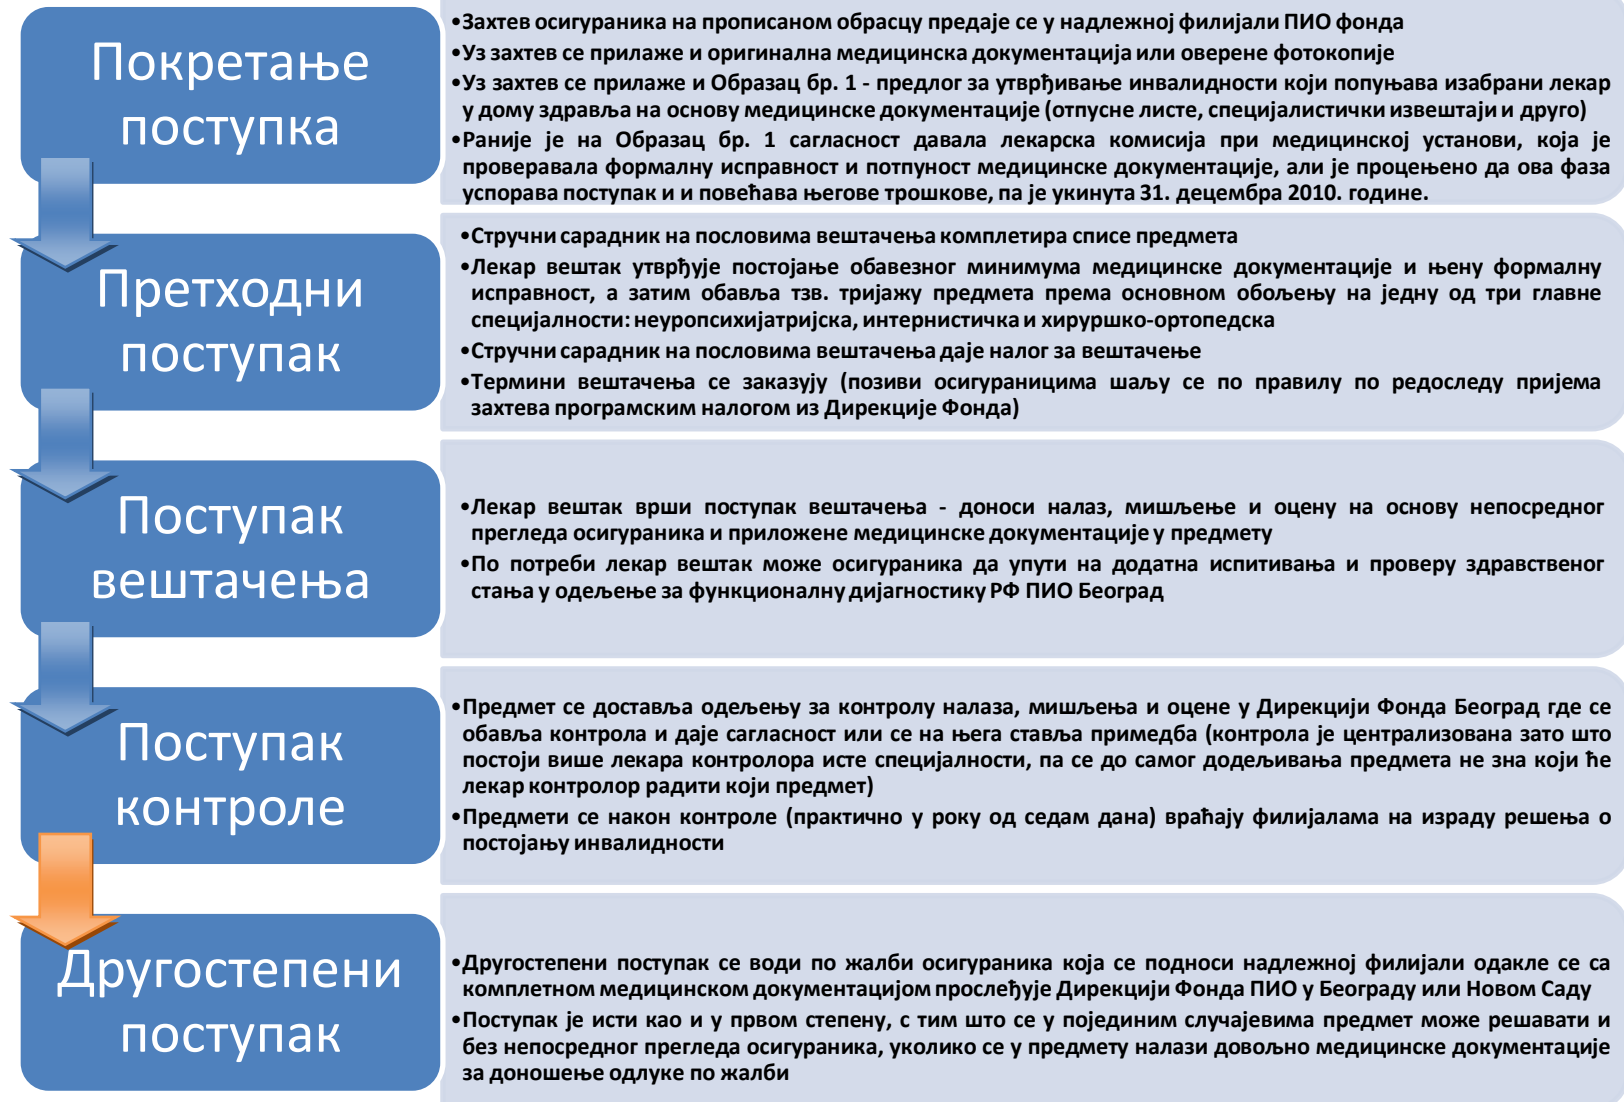 Покретање
поступка
•Захтев осигураника на прописаном обрасцу предаје се у надлежној филијали ПИО фонда
•Уз захтев се прилаже и оригинална медицинска документација или оверене фотокопије
•Уз захтев се прилаже и Образац бр. 1 - предлог за утврђивање инвалидности који попуњава изабрани лекар
у дому здравља на основу медицинске документације (отпусне листе, специјалистички извештаји и друго)
•Раније је на Образац бр. 1 сагласност давала лекарска комисија при медицинској установи, која је
проверавала формалну исправност и потпуност медицинске документације, али је процењено да ова фаза
успорава поступак и и повећава његове трошкове, па је укинута 31. децембра 2010. године.
Претходни
поступак
•Стручни сарадник на пословима вештачења комплетира списе предмета
•Лекар вештак утврђује постојање обавезног минимума медицинске документације и њену формалну
исправност, а затим обавља тзв. тријажу предмета према основном обољењу на једну од три главне
специјалности: неуропсихијатријска, интернистичка и хируршко-ортопедска
•Стручни сарадник на пословима вештачења даје налог за вештачење
•Термини вештачења се заказују (позиви осигураницима шаљу се по правилу по редоследу пријема
захтева програмским налогом из Дирекције Фонда)
Поступак
вештачења
•Лекар вештак врши поступак вештачења - доноси налаз, мишљење и оцену на основу непосредног
прегледа осигураника и приложене медицинске документације у предмету
•По потреби лекар вештак може осигураника да упути на додатна испитивања и проверу здравственог
стања у одељење за функционалну дијагностику РФ ПИО Београд
Поступак
контроле
•Предмет се доставља одељењу за контролу налаза, мишљења и оцене у Дирекцији Фонда Београд где се
обавља контрола и даје сагласност или се на њега ставља примедба (контрола је централизована зато што
постоји више лекара контролора исте специјалности, па се до самог додељивања предмета не зна који ће
лекар контролор радити који предмет)
•Предмети се након контроле (практично у року од седам дана) враћају филијалама на израду решења о
постојању инвалидности
Другостепени
поступак
•Другостепени поступак се води по жалби осигураника која се подноси надлежној филијали одакле се са
комплетном медицинском документацијом прослеђује Дирекцији Фонда ПИО у Београду или Новом Саду
•Поступак је исти као и у првом степену, с тим што се у појединим случајевима предмет може решавати и
без непосредног прегледа осигураника, уколико се у предмету налази довољно медицинске документације
за доношење одлуке по жалби